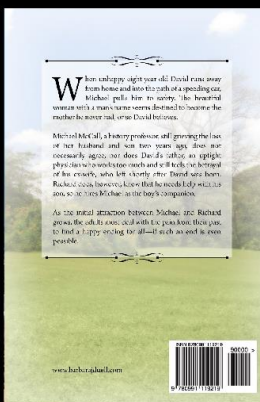 When unhappy eight year old David runs away
from home and into the path of a speeding car,
Michael pulls him to safety. The beautiful
woman with a man's name seems destined to become the
mother he never had, or so David believes.
Michael McCall, a history professor, still grieving the loss
of her husband and son two years ago, does not
necessarily agree, nor does David's father, an uptight
physician who works too much and still feels the betrayal
of his ex-wife, who left shortly after David was born.
Richard does, however, know that he needs help with his
son, so he hires Michael as the boy's companion.
As the initial attraction between Michael and Richard
grows, the adults must deal with the pain from their past
to find a happy ending for all—if such an end is even
possible.
90000 >
9 780991 119219